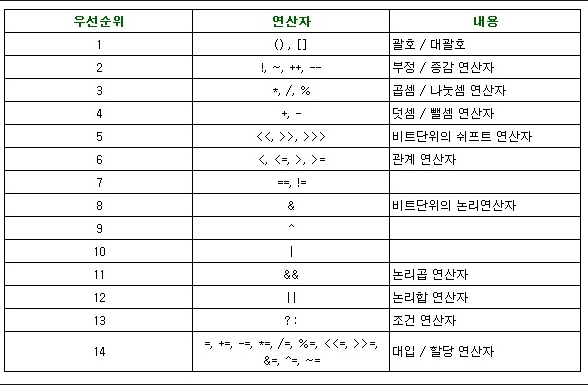 우선순위 연산자 내용
1 () , [] 괄호 / 대괄호
2 !, ~, ++, -- 부정 / 증감 연산자
3 *, /, % 곱셈 / 나눗셈 연산자
4 +, - 덧셈 / 뺄셈 연산자
5 <<, >>, >>> 비트단위의 쉬프트 연산자
6 <, <=, >, >= 관계 연산자
7 ==, !=
8 & 비트단위의 논리연산자
9 ^
10 |
11 && 논리곱 연산자
12 || 논리합 연산자
13 ? : 조건 연산자
14 =, +=, -=, *=, /=, %=, <<=, >>=, 대입 / 할당 연산자
&=, ^=, ~=